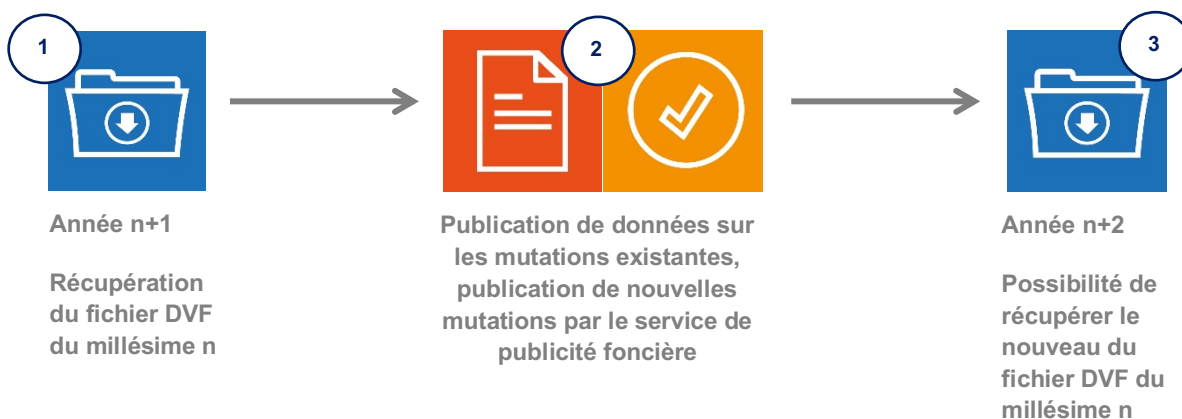 1
2
3
Année n+1
Récupération
du fichier DVF
du millésime n
Publication de données sur
les mutations existantes,
publication de nouvelles
mutations par le service de
publicité foncière
Année n+2
Possibilité de
récupérer le
nouveau du
fichier DVF du
millésime n